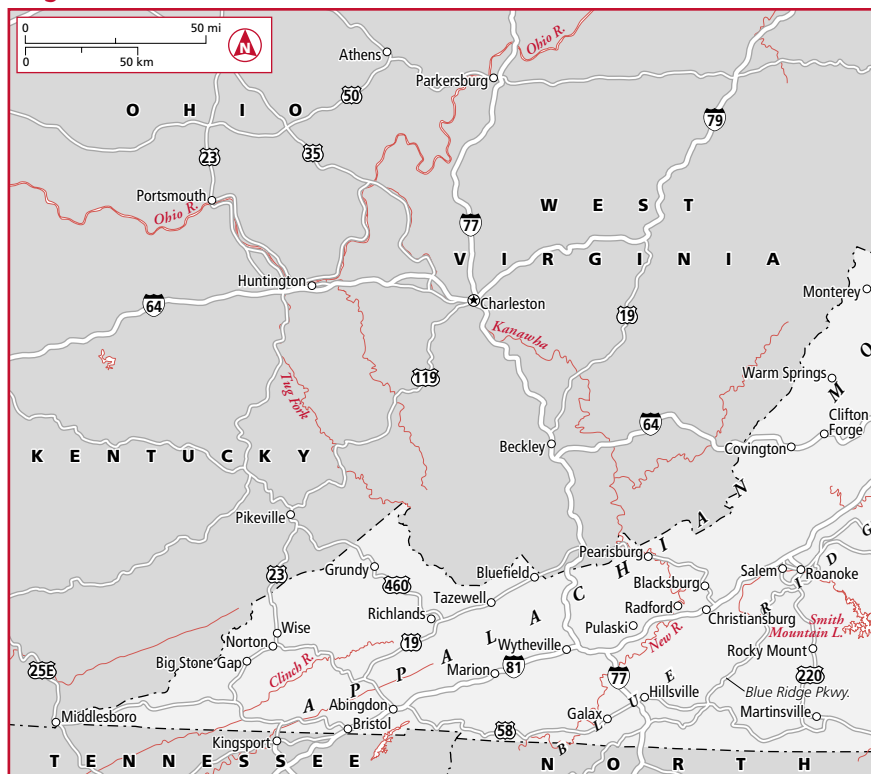 0 50 mi
0 50 km
N
Ohio R.
Athens
Parkersburg
50
O H I O
79
23
35
Portsmouth
Ohio R.
W E S T
77
V I R G I N I A
Huntington
Monterey
64
Charleston
19
Kanawha
119
Warm Springs
Tug Fork
M O
Clifton
Forge
64
Beckley
Covington
K E N T U C K Y
Pikeville
A P P A L A C H I A N
Pearisburg
Grundy
23
Bluefield
Salem
Roanoke
460
Blacksburg
Tazewell
Radford
Christiansburg
Richlands
Pulaski
Smith
Mountain L.
Wise
Norton
19
Wytheville
New R.
Rocky Mount
Big Stone Gap
Clinch R.
Marion
81
77
220
25E
Hillsville
Blue Ridge Pkwy.
Abingdon
Galax
Martinsville
Middlesboro
Bristol
58
B L U E
R I D G
Kingsport
T E N N E S S E E
N O R T H